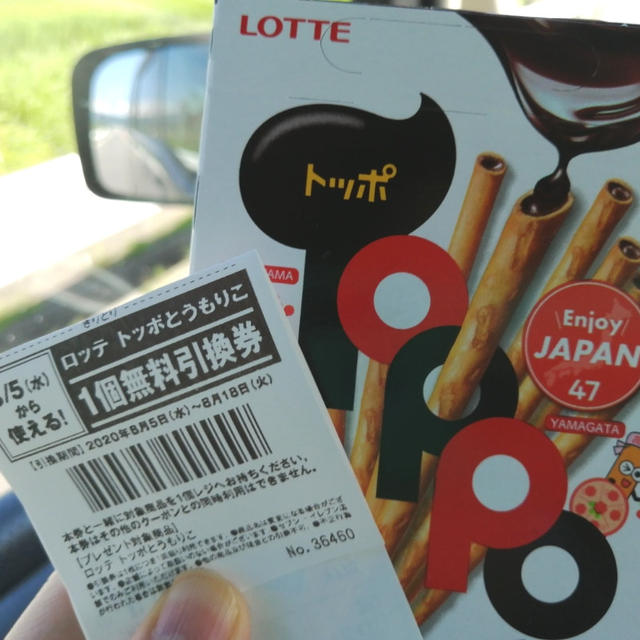 LOTTE
トッポ
Toppo
AMA
Enjoy
JAPAN
47
YAMAGATA
きりとり
/5(水)
から
使える!
ロッテ トッポとうもりこ
1個無料引換券
【引換期間】2020年8月5日(水)~8月18日(火)
本券と一緒に対象商品を1個レジへお持ちください。
本券はその他のクーポンとの同時利用はできません。
【プレゼント対象商品】
ロッテ トッポとうもりこ
No. 36460